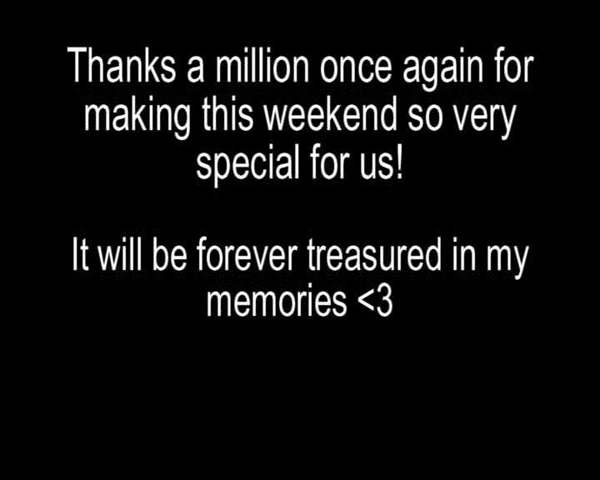 Thanks a million once again for
making this weekend so very
special for us!
It will be forever treasured in my
memories <3